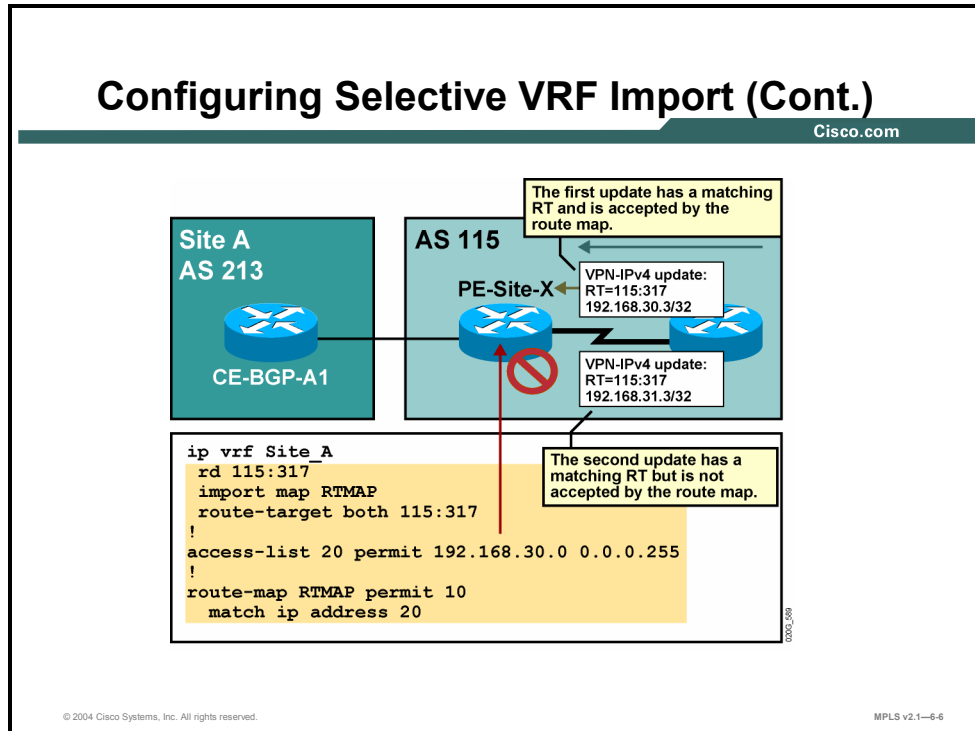 Configuring Selective VRF Import (Cont.)
Cisco.com
The first update has a matching
RT and is accepted by the
route map.
Site A
AS 213
AS 115
PE-Site-X
VPN-IPv4 update:
RT=115:317
192.168.30.3/32
CE-BGP-A1
VPN-IPv4 update:
RT=115:317
192.168.31.3/32
The second update has a
matching RT but is not
accepted by the route map.
ip vrf Site_A
rd 115:317
import map RTMAP
route-target both 115:317
!
access-list 20 permit 192.168.30.0 0.0.0.255
!
route-map RTMAP permit 10
match ip address 20
020G_589
© 2004 Cisco Systems, Inc. All rights reserved.
MPLS v2.1—6-6